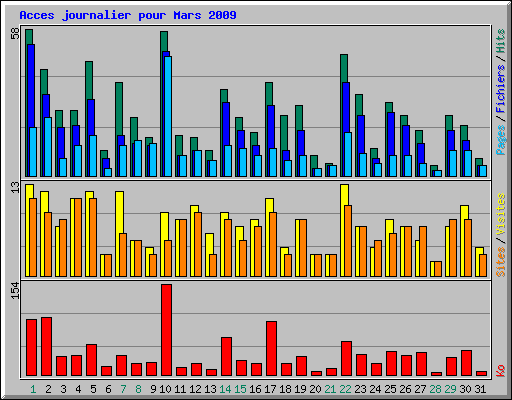 Acces journalier pour Mars 2009
58
Pages / Fichiers / Hits
13
Sites / Visites
154
Ko
1 2 3 4 5 6 7 8 9 10 11 12 13 14 15 16 17 18 19 20 21 22 23 24 25 26 27 28 29 30 31